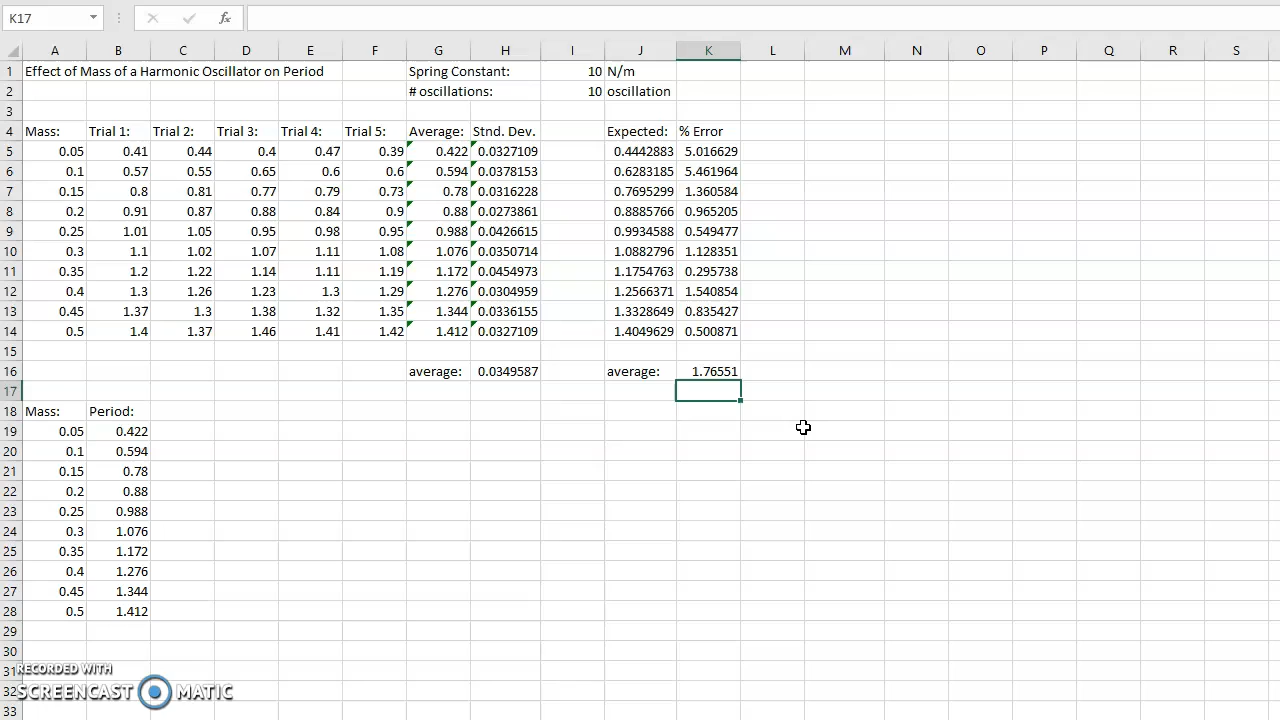 K17 fx
A B C D E F G H I J K L M N O P Q R S
1 Effect of Mass of a Harmonic Oscillator on Period Spring Constant: 10 N/m
2 # oscillations: 10 oscillation
3
4 Mass: Trial 1: Trial 2: Trial 3: Trial 4: Trial 5: Average: Stnd. Dev. Expected: % Error
5 0.05 0.41 0.44 0.4 0.47 0.39 0.422 0.0327109 0.4442883 5.016629
6 0.1 0.57 0.55 0.65 0.6 0.6 0.594 0.0378153 0.6283185 5.461964
7 0.15 0.8 0.81 0.77 0.79 0.73 0.78 0.0316228 0.7695299 1.360584
8 0.2 0.91 0.87 0.88 0.84 0.9 0.88 0.0273861 0.8885766 0.965205
9 0.25 1.01 1.05 0.95 0.98 0.95 0.988 0.0426615 0.9934588 0.549477
10 0.3 1.1 1.02 1.07 1.11 1.08 1.076 0.0350714 1.0882796 1.128351
11 0.35 1.2 1.22 1.14 1.11 1.19 1.172 0.0454973 1.1754763 0.295738
12 0.4 1.3 1.26 1.23 1.3 1.29 1.276 0.0304959 1.2566371 1.540854
13 0.45 1.37 1.3 1.38 1.32 1.35 1.344 0.0336155 1.3328649 0.835427
14 0.5 1.4 1.37 1.46 1.41 1.42 1.412 0.0327109 1.4049629 0.500871
15
16 average: 0.0349587 average: 1.76551
17
18 Mass: Period:
19 0.05 0.422
20 0.1 0.594
21 0.15 0.78
22 0.2 0.88
23 0.25 0.988
24 0.3 1.076
25 0.35 1.172
26 0.4 1.276
27 0.45 1.344
28 0.5 1.412
29
30
31
RECORDED WITH
32
SCREENCAST MATIC
33